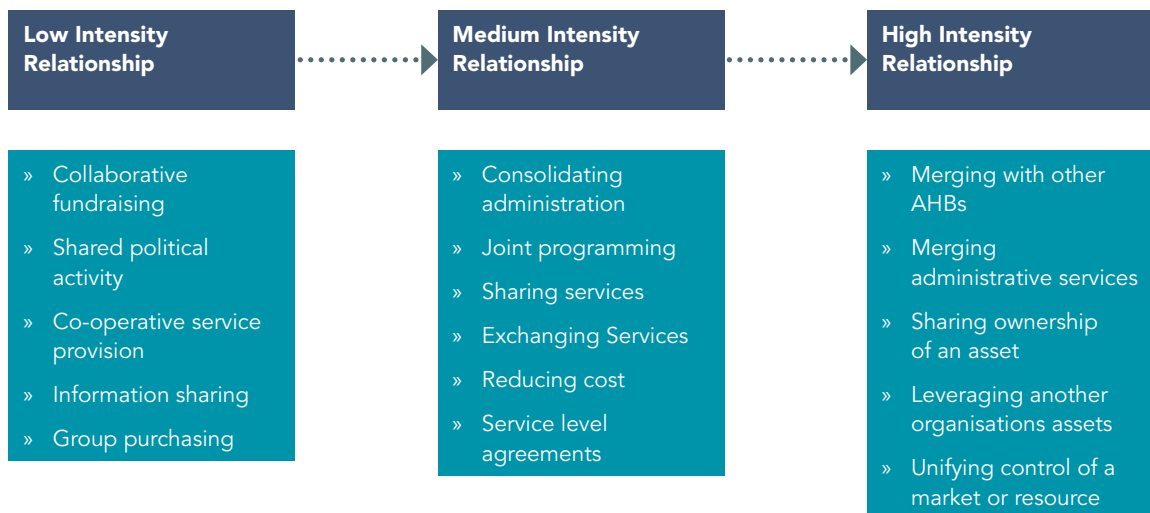 Low Intensity
Relationship
Medium Intensity
Relationship
High Intensity
Relationship
» Collaborative
fundraising
» Shared political
activity
» Co-operative service
provision
» Information sharing
» Group purchasing
» Consolidating
administration
» Joint programming
» Sharing services
» Exchanging Services
» Reducing cost
» Service level
agreements
» Merging with other
AHBs
» Merging
administrative services
» Sharing ownership
of an asset
» Leveraging another
organisations assets
» Unifying control of a
market or resource